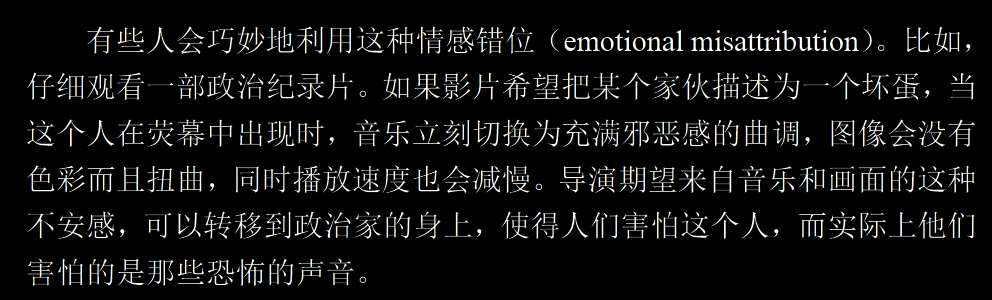 有些人会巧妙地利用这种情感错位（emotional misattribution）。比如，
仔细观看一部政治纪录片。如果影片希望把某个家伙描述为一个坏蛋，当
这个人在荧幕中出现时，音乐立刻切换为充满邪恶感的曲调，图像会没有
色彩而且扭曲，同时播放速度也会减慢。导演期望来自音乐和画面的这种
不安感，可以转移到政治家的身上，使得人们害怕这个人，而实际上他们
害怕的是那些恐怖的声音。